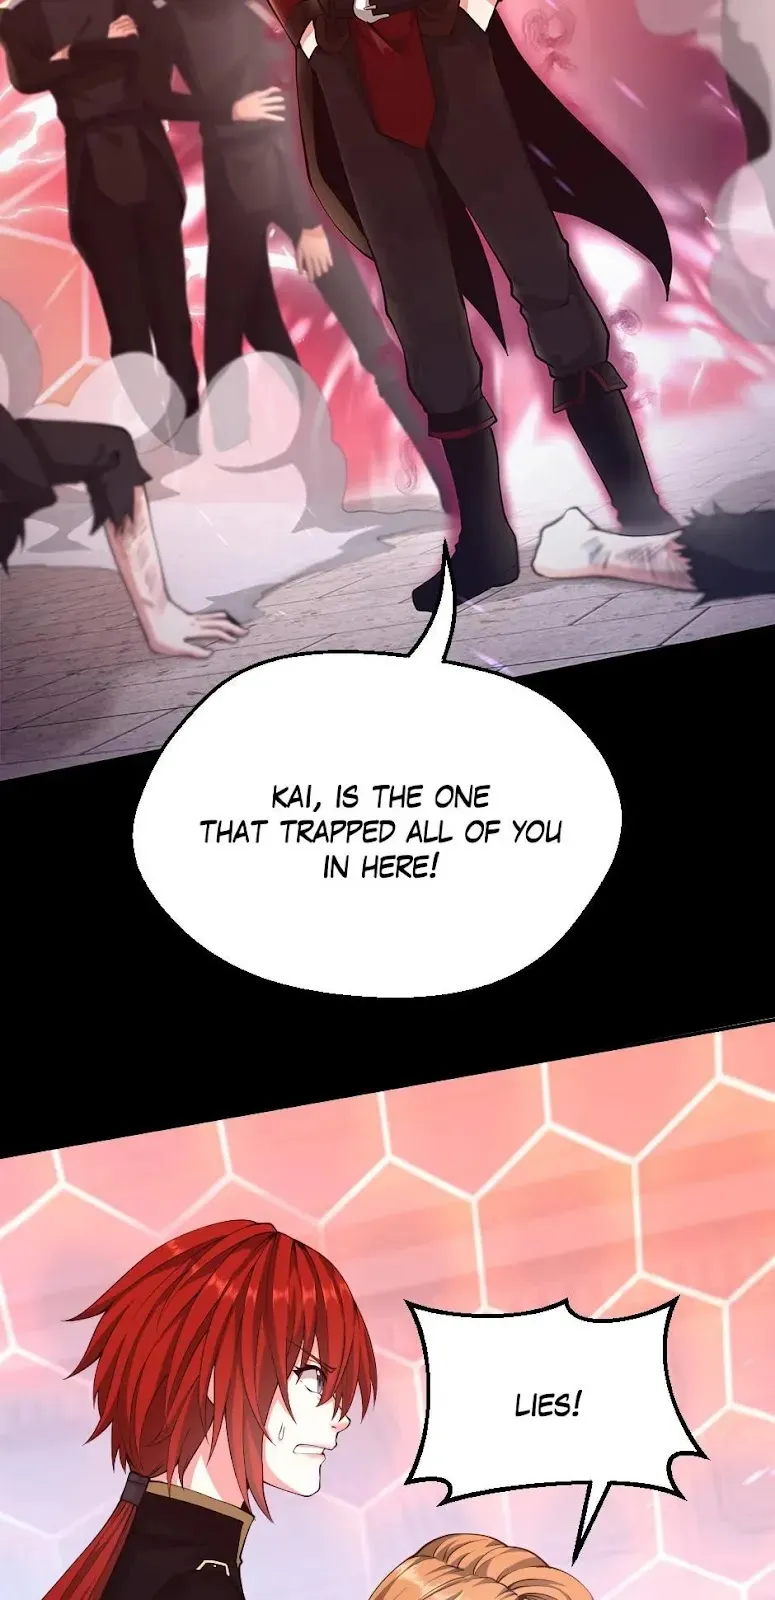 KAI, IS THE ONE
THAT TRAPPED ALL OF YOU
IN HERE!
LIES!